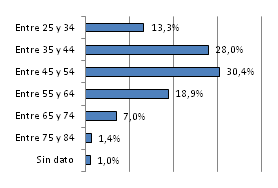 Entre 25 y 34 13,3%
Entre 35 y 44 28,0%
Entre 45 y 54 30,4%
Entre 55 y 64 18,9%
Entre 65 y 74 7,0%
Entre 75 y 84 1,4%
Sin dato 1,0%